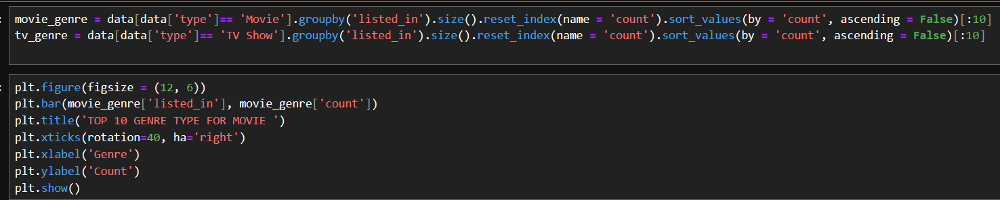 movie_genre = data[data['type']== 'Movie'].groupby('listed_in').size().reset_index(name = 'count').sort_values(by = 'count', ascending = False)[:10]
tv_genre = data[data['type']== 'TV Show'].groupby('listed_in').size().reset_index(name = 'count').sort_values(by = 'count', ascending = False)[:10]
plt.figure(figsize = (12, 6))
plt.bar(movie_genre['listed_in'], movie_genre['count'])
plt.title('TOP 10 GENRE TYPE FOR MOVIE ')
plt.xticks(rotation=40, ha='right')
plt.xlabel('Genre')
plt.ylabel('Count')
plt.show()